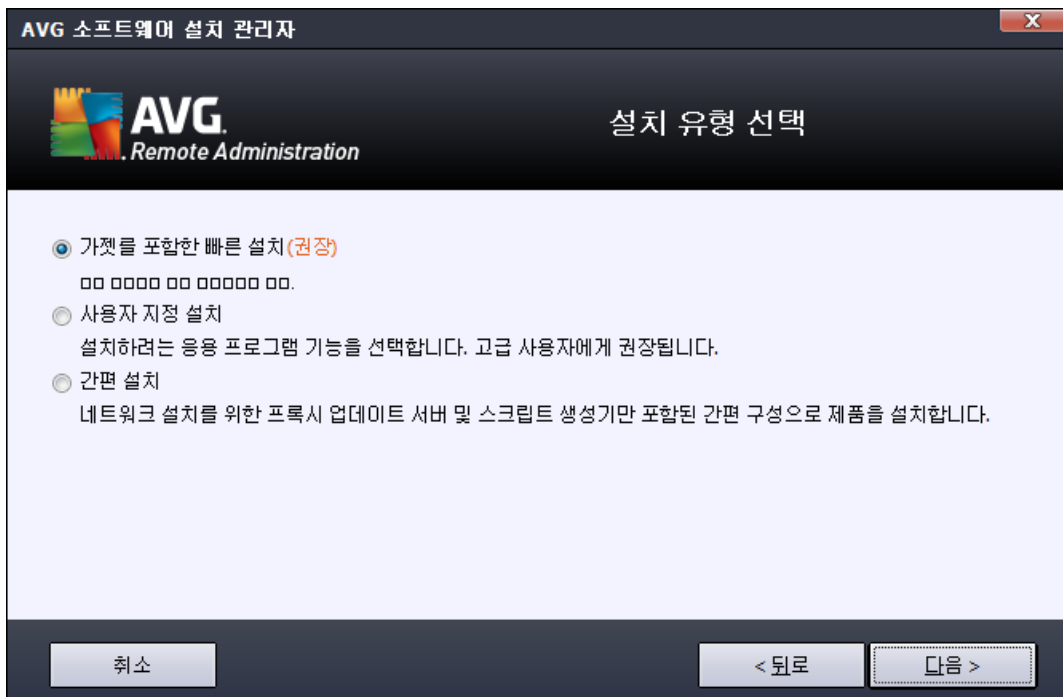 AVG 소프트웨어 설치 관리자
AVG.
Remote Administration
설치 유형 선택
가젯를 포함한 빠른 설치(권장)
□□ □□□□ □□ □□□□□ □□.
사용자 지정 설치
설치하려는 응용 프로그램 기능을 선택합니다. 고급 사용자에게 권장됩니다.
간편 설치
네트워크 설치를 위한 프록시 업데이트 서버 및 스크립트 생성기만 포함된 간편 구성으로 제품을 설치합니다.
취소
< 뒤로
다음 >